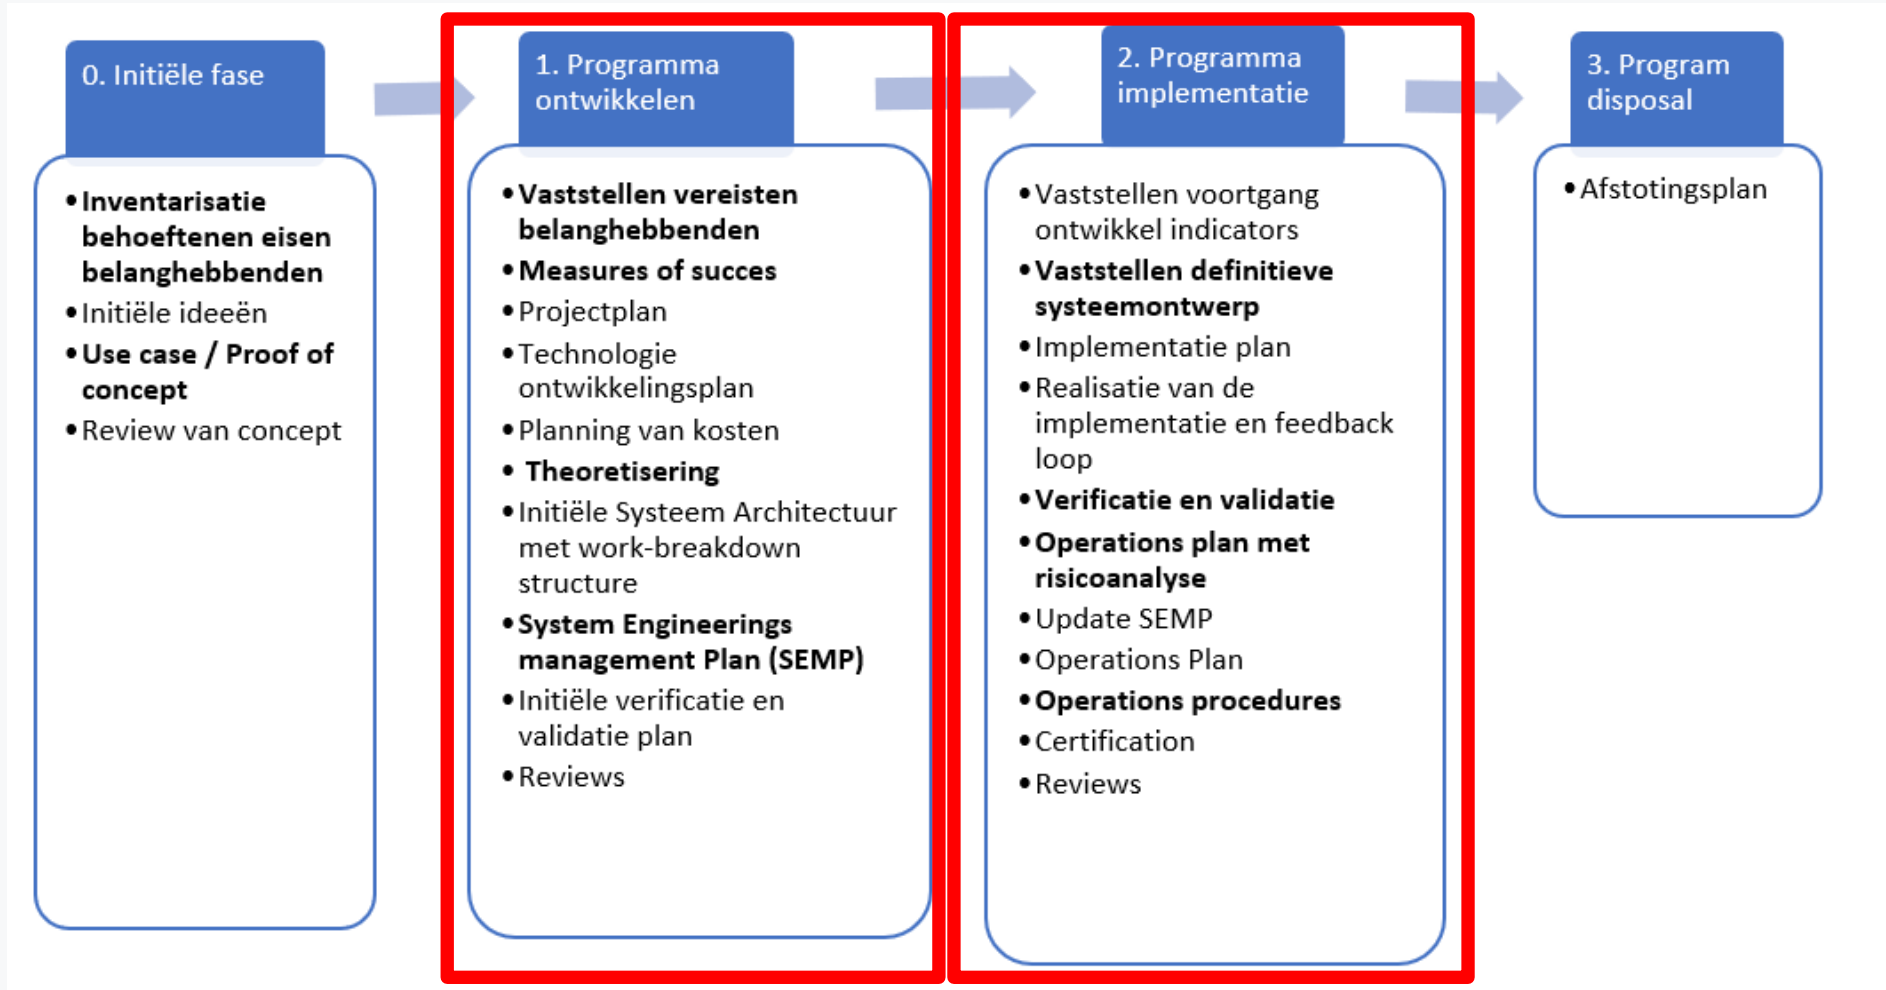 0. Initiële fase
• Inventarisatie
behoeftenen eisen
belanghebbenden
• Initiële ideeën
• Use case / Proof of
concept
• Review van concept
1. Programma
ontwikkelen
• Vaststellen vereisten
belanghebbenden
• Measures of succes
• Projectplan
• Technologie
ontwikkelingsplan
• Planning van kosten
• Theoretisering
• Initiële Systeem Architectuur
met work-breakdown
structure
• System Engineerings
management Plan (SEMP)
• Initiële verificatie en
validatie plan
• Reviews
2. Programma
implementatie
• Vaststellen voortgang
ontwikkel indicators
• Vaststellen definitieve
systeemontwerp
• Implementatie plan
• Realisatie van de
implementatie en feedback
loop
• Verificatie en validatie
• Operations plan met
risicoanalyse
• Update SEMP
• Operations Plan
• Operations procedures
• Certification
• Reviews
3. Program
disposal
• Afstotingsplan